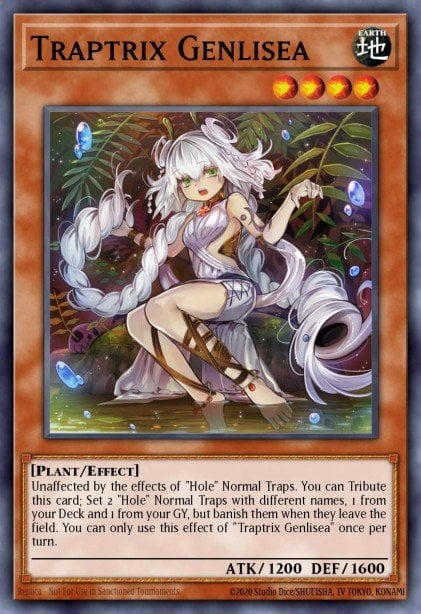 Traptrix Genlisea
EARTH
地
[Plant/Effect]
Unaffected by the effects of "Hole" Normal Traps. You can Tribute
this card; Set 2 "Hole" Normal Traps with different names, 1 from
your Deck and 1 from your GY, but banish them when they leave the
field. You can only use this effect of "Traptrix Genlisea" once per
turn.
ATK/1200 DEF/1600
Replica - Not For Use in Sanctioned Tournaments
©2020 Studio Dice/SHUEISHA, TV TOKYO, KONAMI